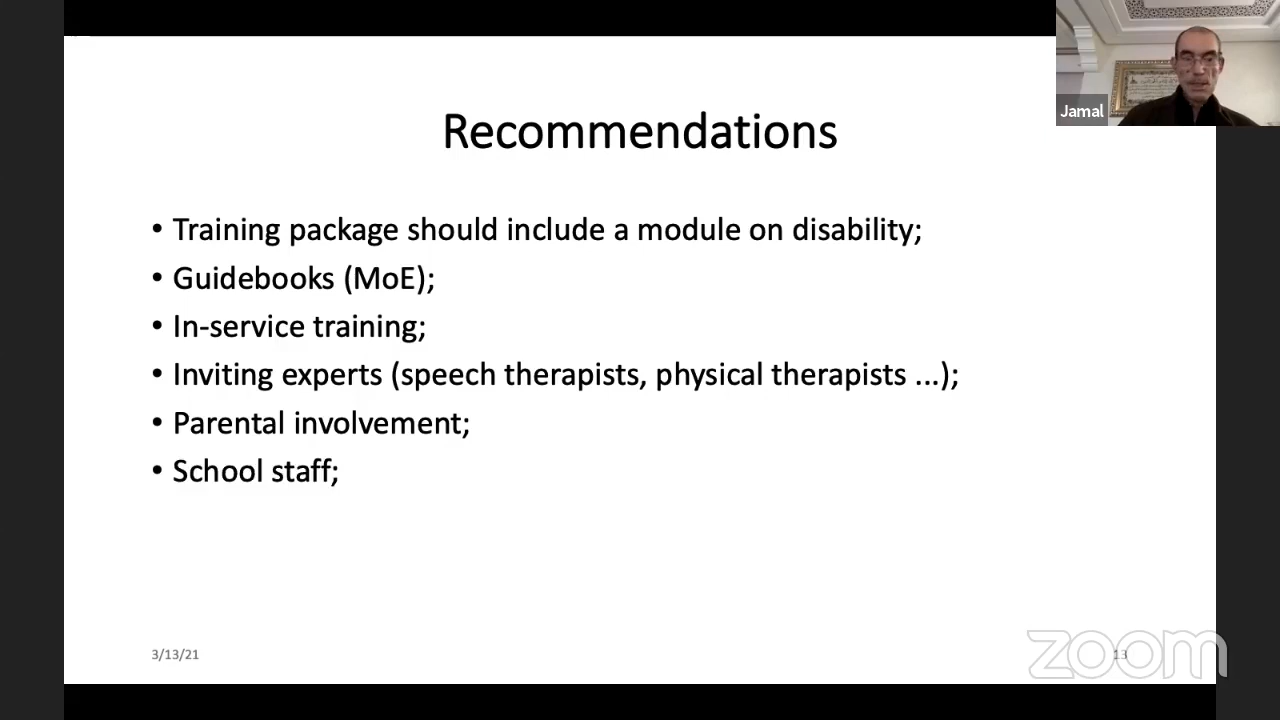 Jamal
Recommendations
• Training package should include a module on disability;
• Guidebooks (MoE);
• In-service training;
• Inviting experts (speech therapists, physical therapists ...);
• Parental involvement;
• School staff;
3/13/21
13
zoom